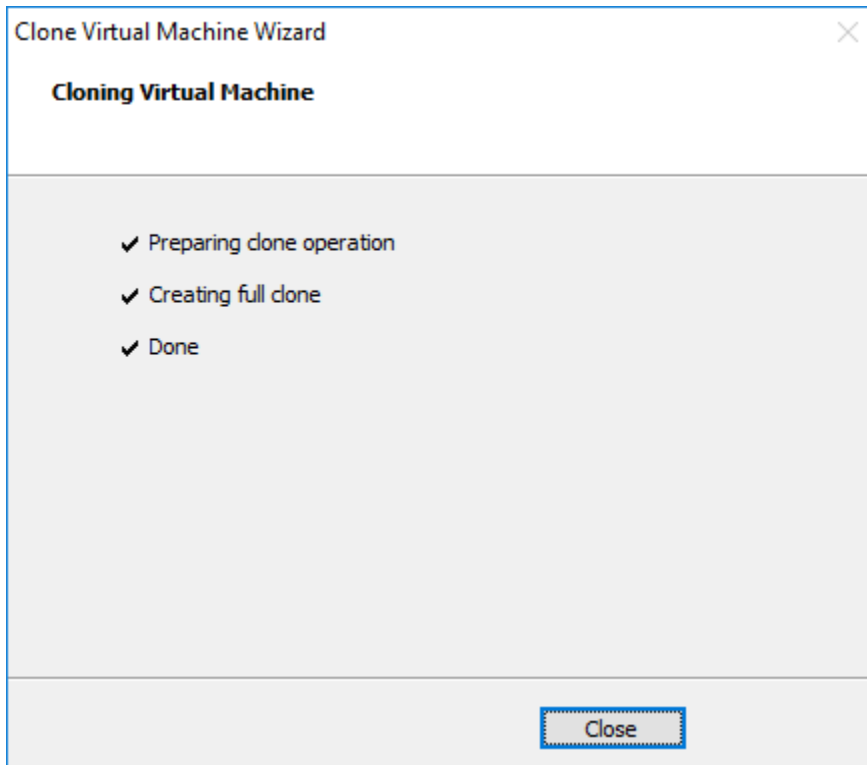 Clone Virtual Machine Wizard
Cloning Virtual Machine
Preparing clone operation
Creating full clone
Done
Close